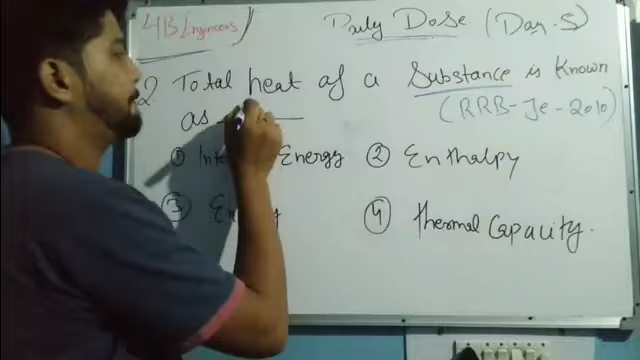 4B Engineers Daily Dose (Day-5)
2. Total heat of a Substance is Known
as (RRB-Je-2010)
① Energy ② Enthalpy
③ ④ Thermal Capacity.